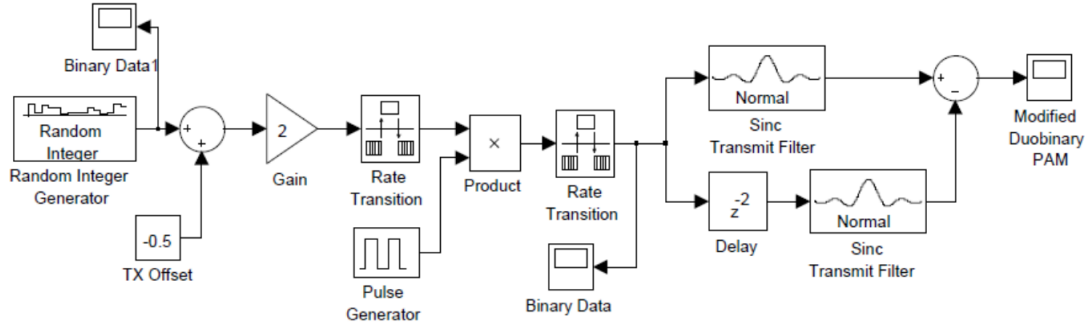 Binary Data1
Random
Integer
Random Integer
Generator
+
+
-0.5
TX Offset
2
Gain
Rate
Transition
×
Product
Pulse
Generator
Rate
Transition
Binary Data
Normal
Sinc
Transmit Filter
-2
z
Delay
Normal
Sinc
Transmit Filter
+
−
Modified
Duobinary
PAM